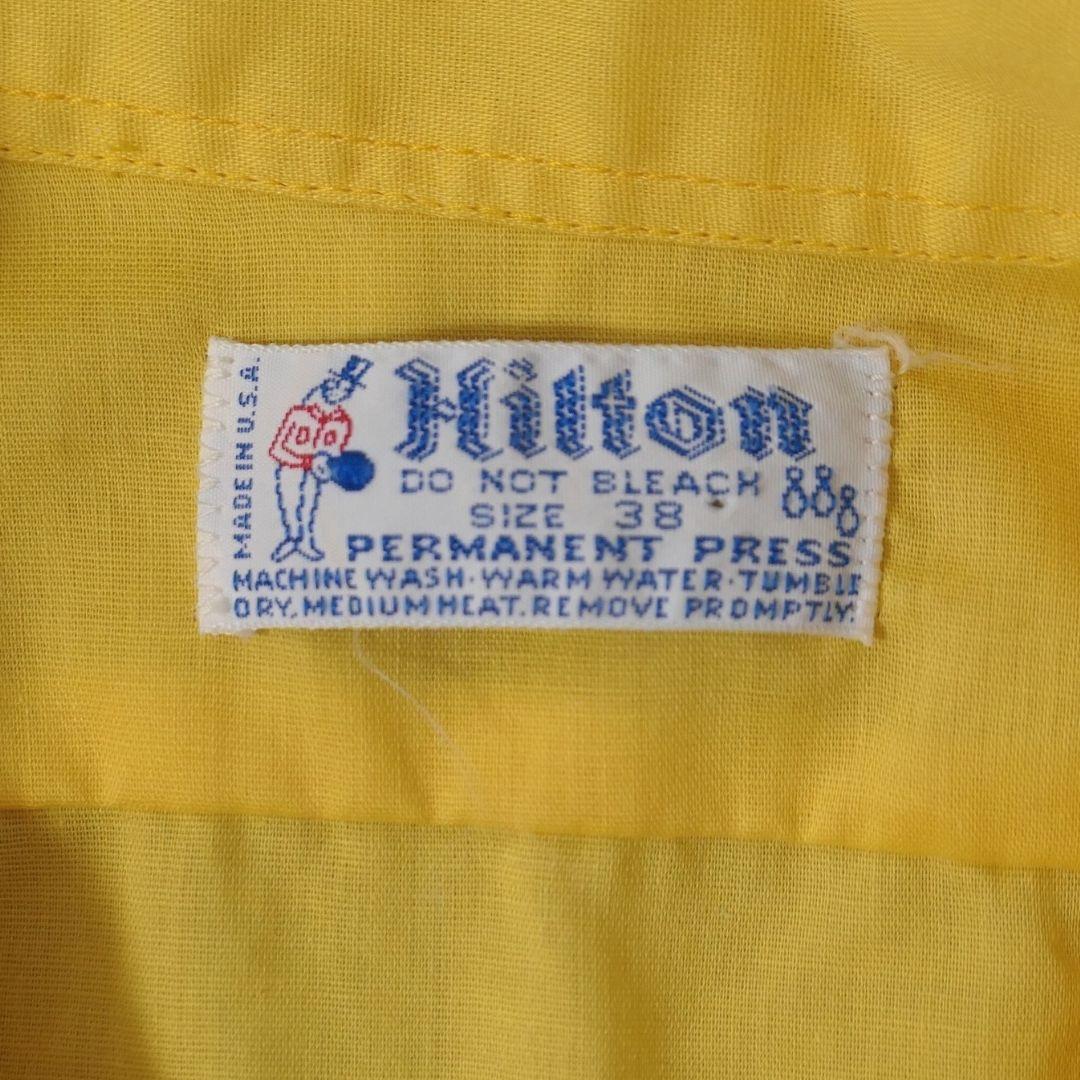 MADE IN U.S.A.
Hilton
DO NOT BLEACH
SIZE 38
PERMANENT PRESS
MACHINE WASH·WARM WATER·TUMBLE
DRY, MEDIUM HEAT. REMOVE PROMPTLY.